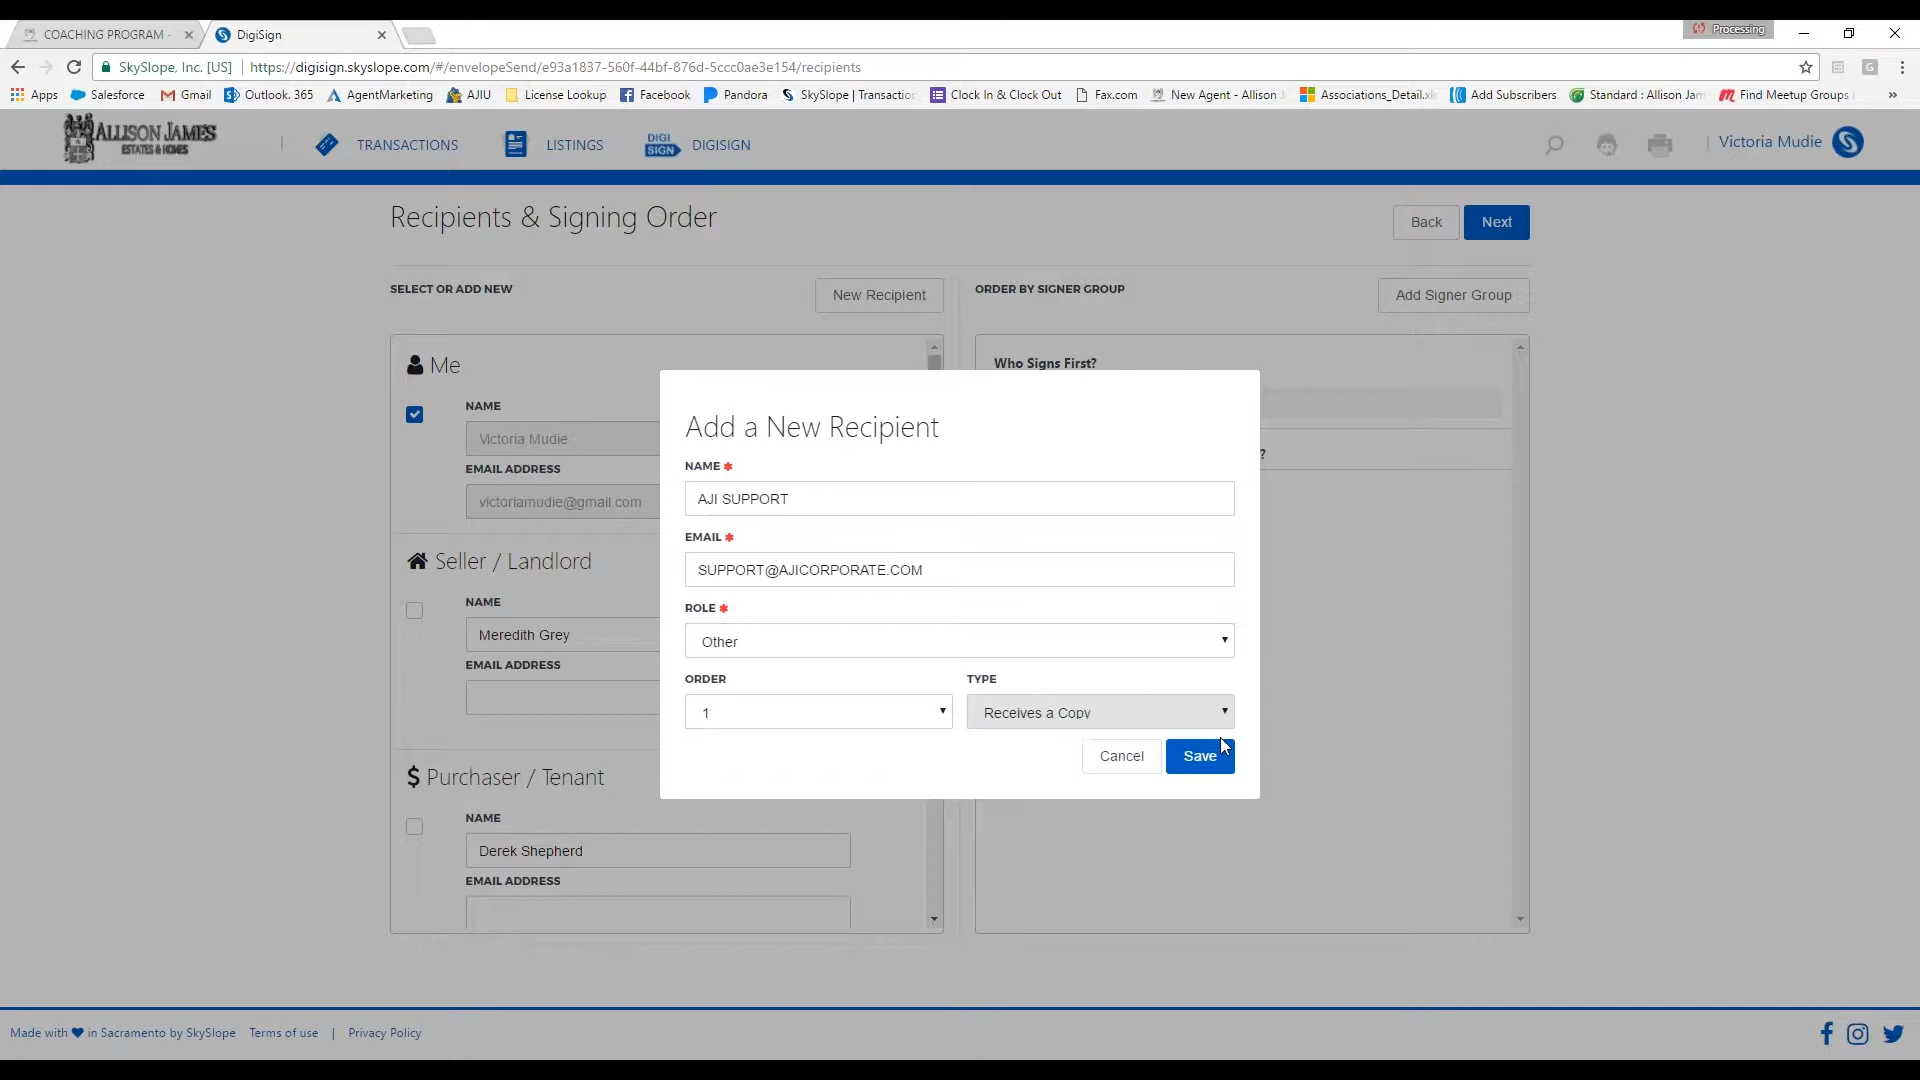 COACHING PROGRAM -
DigiSign
Processing
SkySlope, Inc. [US]
https://digisign.skyslope.com/#/envelopeSend/e93a1837-560f-44bf-876d-5ccc0ae3e154/recipients
Apps Salesforce Gmail Outlook. 365 AgentMarketing AJIU License Lookup Facebook Pandora SkySlope | Transaction Clock In & Clock Out Fax.com New Agent - Allison Associations_Detail.xl Add Subscribers Standard : Allison Jam Find Meetup Groups »
ALLISON JAMES
ESTATES & HOMES
TRANSACTIONS
LISTINGS
DIGI
SIGN
DIGISIGN
Victoria Mudie
Recipients & Signing Order
Back
Next
SELECT OR ADD NEW
New Recipient
ORDER BY SIGNER GROUP
Add Signer Group
Me
NAME
Victoria Mudie
EMAIL ADDRESS
victoriamudie@gmail.com
Seller / Landlord
NAME
Meredith Grey
EMAIL ADDRESS
Purchaser / Tenant
NAME
Derek Shepherd
EMAIL ADDRESS
Who Signs First?
?
Add a New Recipient
NAME *
AJI SUPPORT
EMAIL *
SUPPORT@AJICORPORATE.COM
ROLE *
Other
ORDER
1
TYPE
Receives a Copy
Cancel
Save
Made with ♥ in Sacramento by SkySlope
Terms of use | Privacy Policy